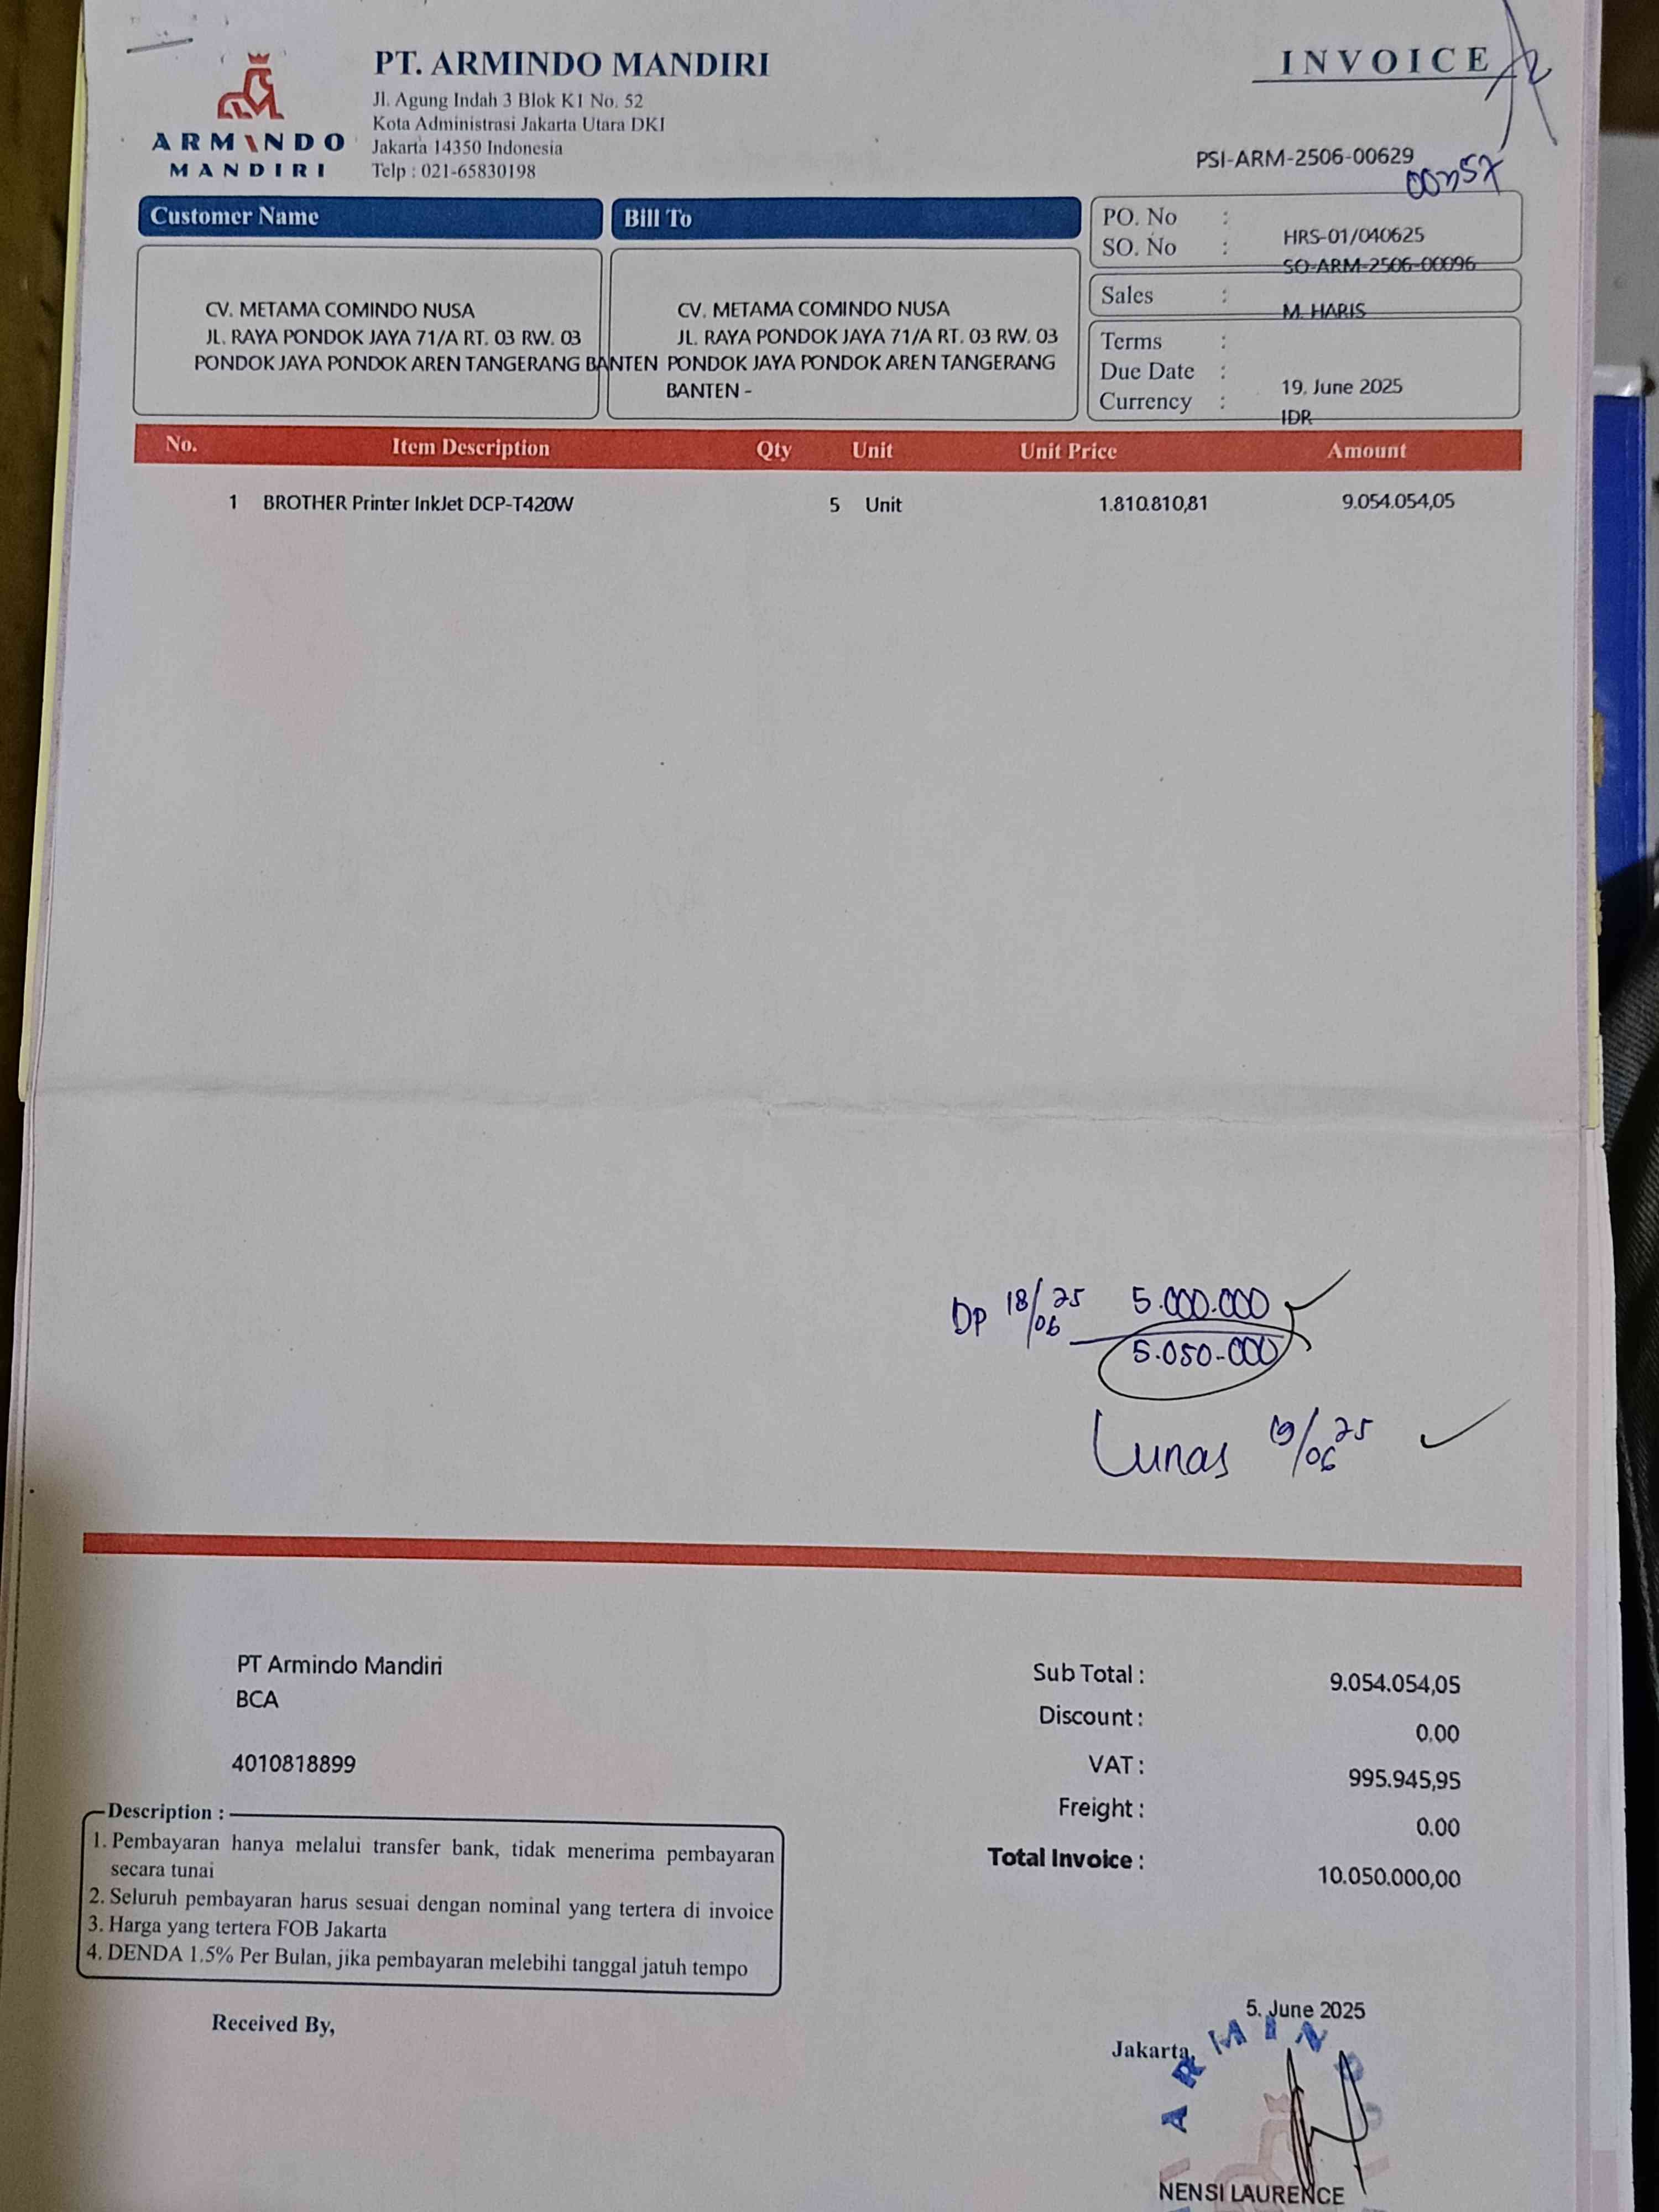 PT. ARMINDO MANDIRI
INVOICE
ARMINDO
MANDIRI
Jl. Agung Indah 3 Blok K1 No. 52
Kota Administrasi Jakarta Utara DKI
Jakarta 14350 Indonesia
Telp : 021-65830198
PSI-ARM-2506-00629
Customer Name
Bill To
PO. No : HRS-01/040625
SO. No : SO-ARM-2506-00096
Sales : M. HARIS
Terms :
Due Date : 19. June 2025
Currency : IDR
CV. METAMA COMINDO NUSA
JL. RAYA PONDOK JAYA 71/A RT. 03 RW. 03
PONDOK JAYA PONDOK AREN TANGERANG BANTEN
CV. METAMA COMINDO NUSA
JL. RAYA PONDOK JAYA 71/A RT. 03 RW. 03
PONDOK JAYA PONDOK AREN TANGERANG
BANTEN -
No. Item Description Qty Unit Unit Price Amount
1 BROTHER Printer InkJet DCP-T420W 5 Unit 1.810.810,81 9.054.054,05
DP 18/06 25 5.000.000
5.050.000
Lunas 19/06 25
PT Armindo Mandiri
BCA
4010818899
Sub Total : 9.054.054,05
Discount : 0.00
VAT : 995.945,95
Freight : 0.00
Total Invoice : 10.050.000,00
Description :
1. Pembayaran hanya melalui transfer bank, tidak menerima pembayaran
secara tunai
2. Seluruh pembayaran harus sesuai dengan nominal yang tertera di invoice
3. Harga yang tertera FOB Jakarta
4. DENDA 1.5% Per Bulan, jika pembayaran melebihi tanggal jatuh tempo
Received By,
5. June 2025
Jakarta,
NENSI LAURENCE